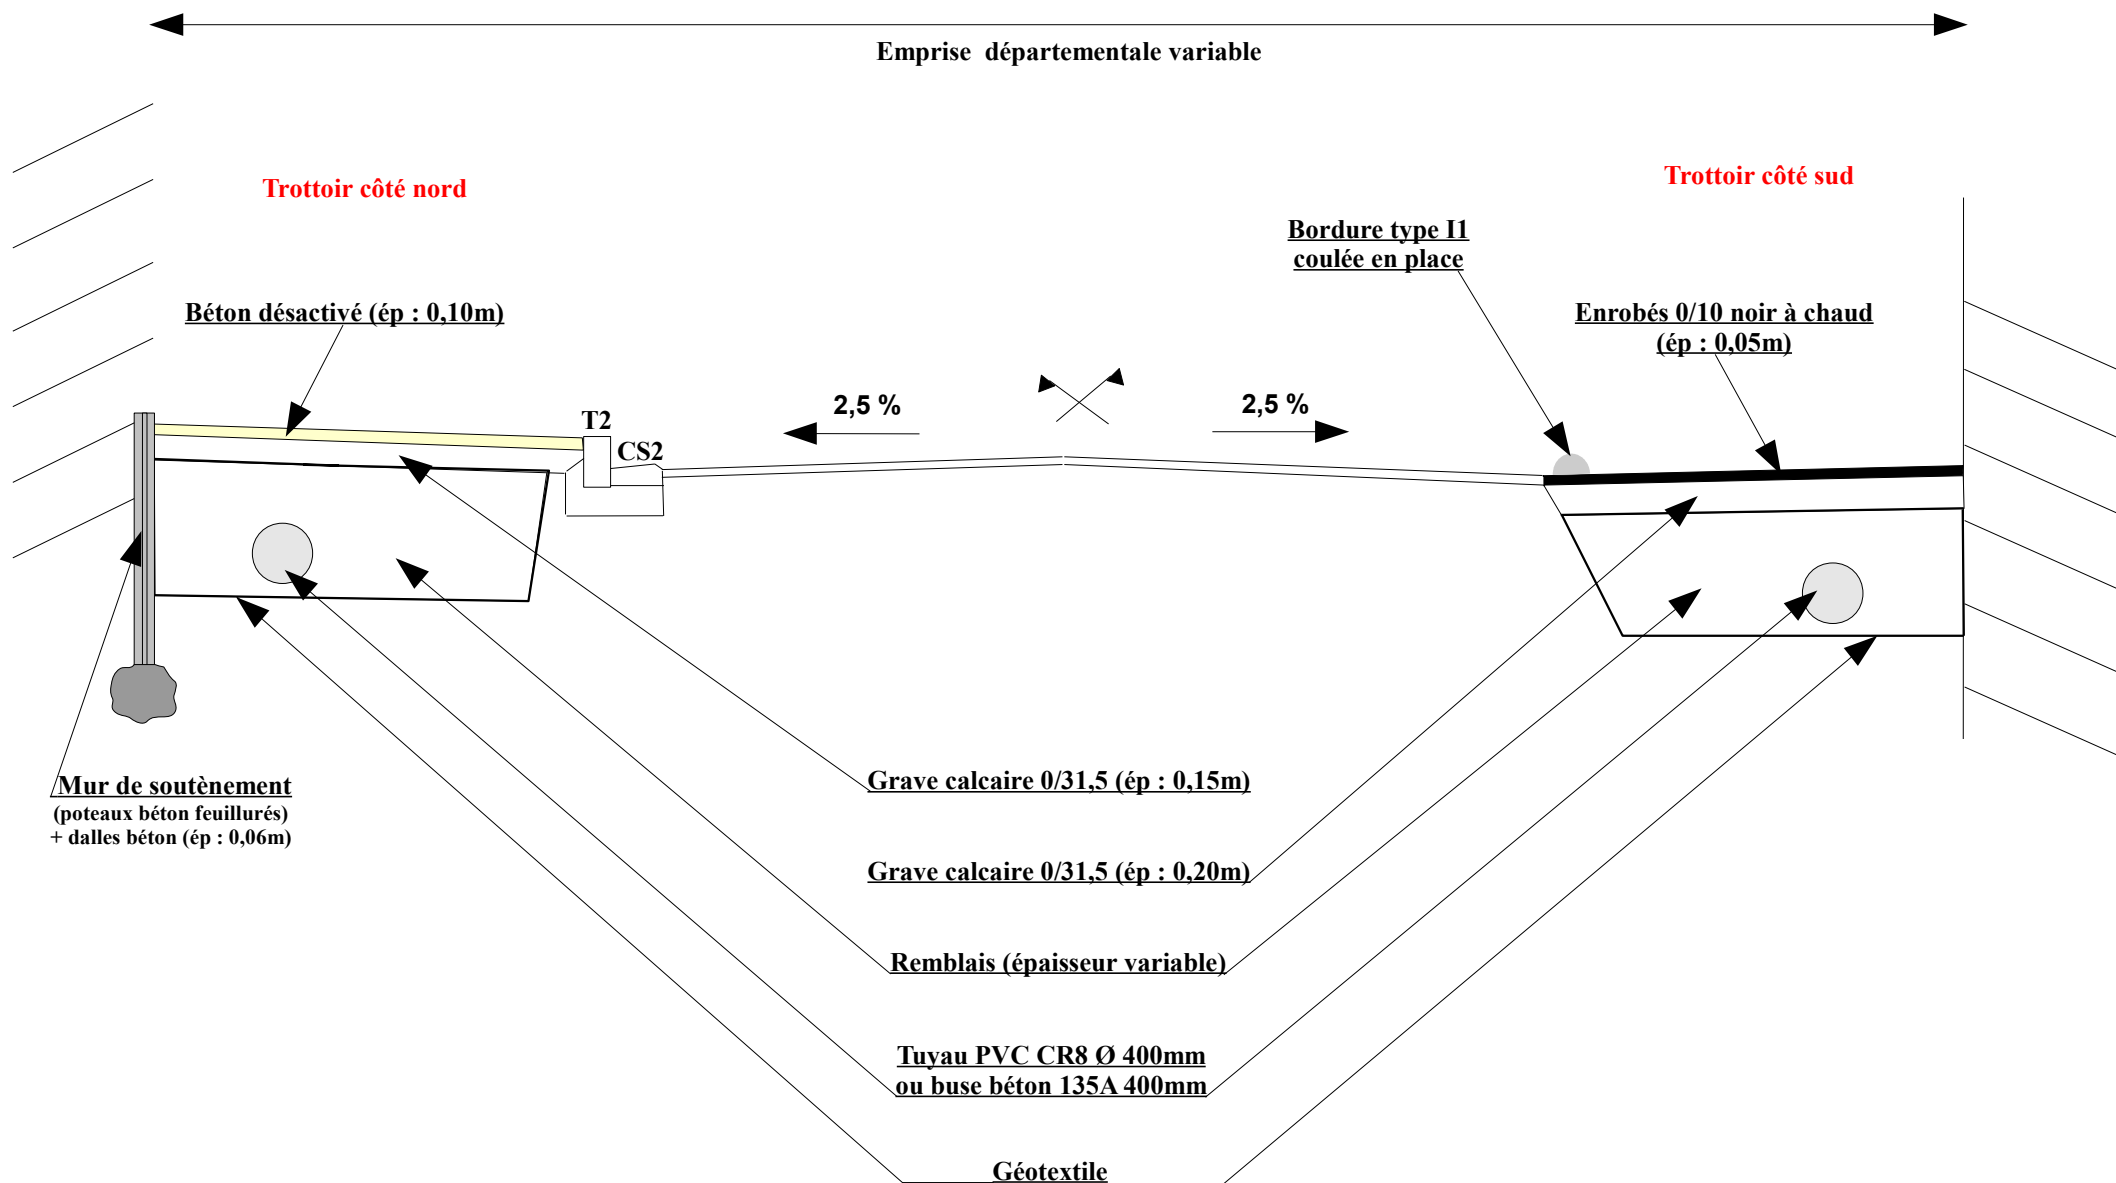 Emprise  départementale variable
Trottoir côté nord
Trottoir côté sud
Bordure type I1
coulée en place
Béton désactivé (ép : 0,10m)
Enrobés 0/10 noir à chaud
(ép : 0,05m)
T2
2,5 %
2,5 %
CS2
Mur de soutènement
(poteaux béton feuillurés)
+ dalles béton (ép : 0,06m)
Grave calcaire 0/31,5 (ép : 0,15m)
Grave calcaire 0/31,5 (ép : 0,20m)
Remblais (épaisseur variable)
Tuyau PVC CR8 Ø 400mm
ou buse béton 135A 400mm
Géotextile